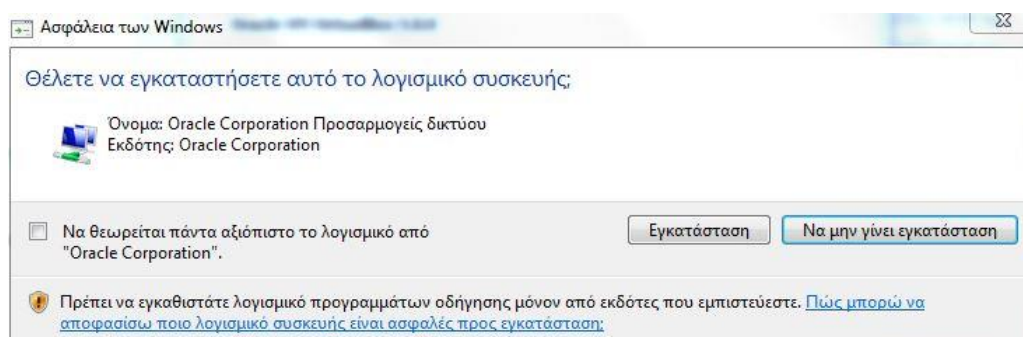 Ασφάλεια των Windows
Θέλετε να εγκαταστήσετε αυτό το λογισμικό συσκευής;
Όνομα: Oracle Corporation Προσαρμογείς δικτύου
Εκδότης: Oracle Corporation
Να θεωρείται πάντα αξιόπιστο το λογισμικό από
"Oracle Corporation".
Εγκατάσταση
Να μην γίνει εγκατάσταση
Πρέπει να εγκαθιστάτε λογισμικό προγραμμάτων οδήγησης μόνον από εκδότες που εμπιστεύεστε. Πώς μπορώ να
αποφασίσω ποιο λογισμικό συσκευής είναι ασφαλές προς εγκατάσταση;